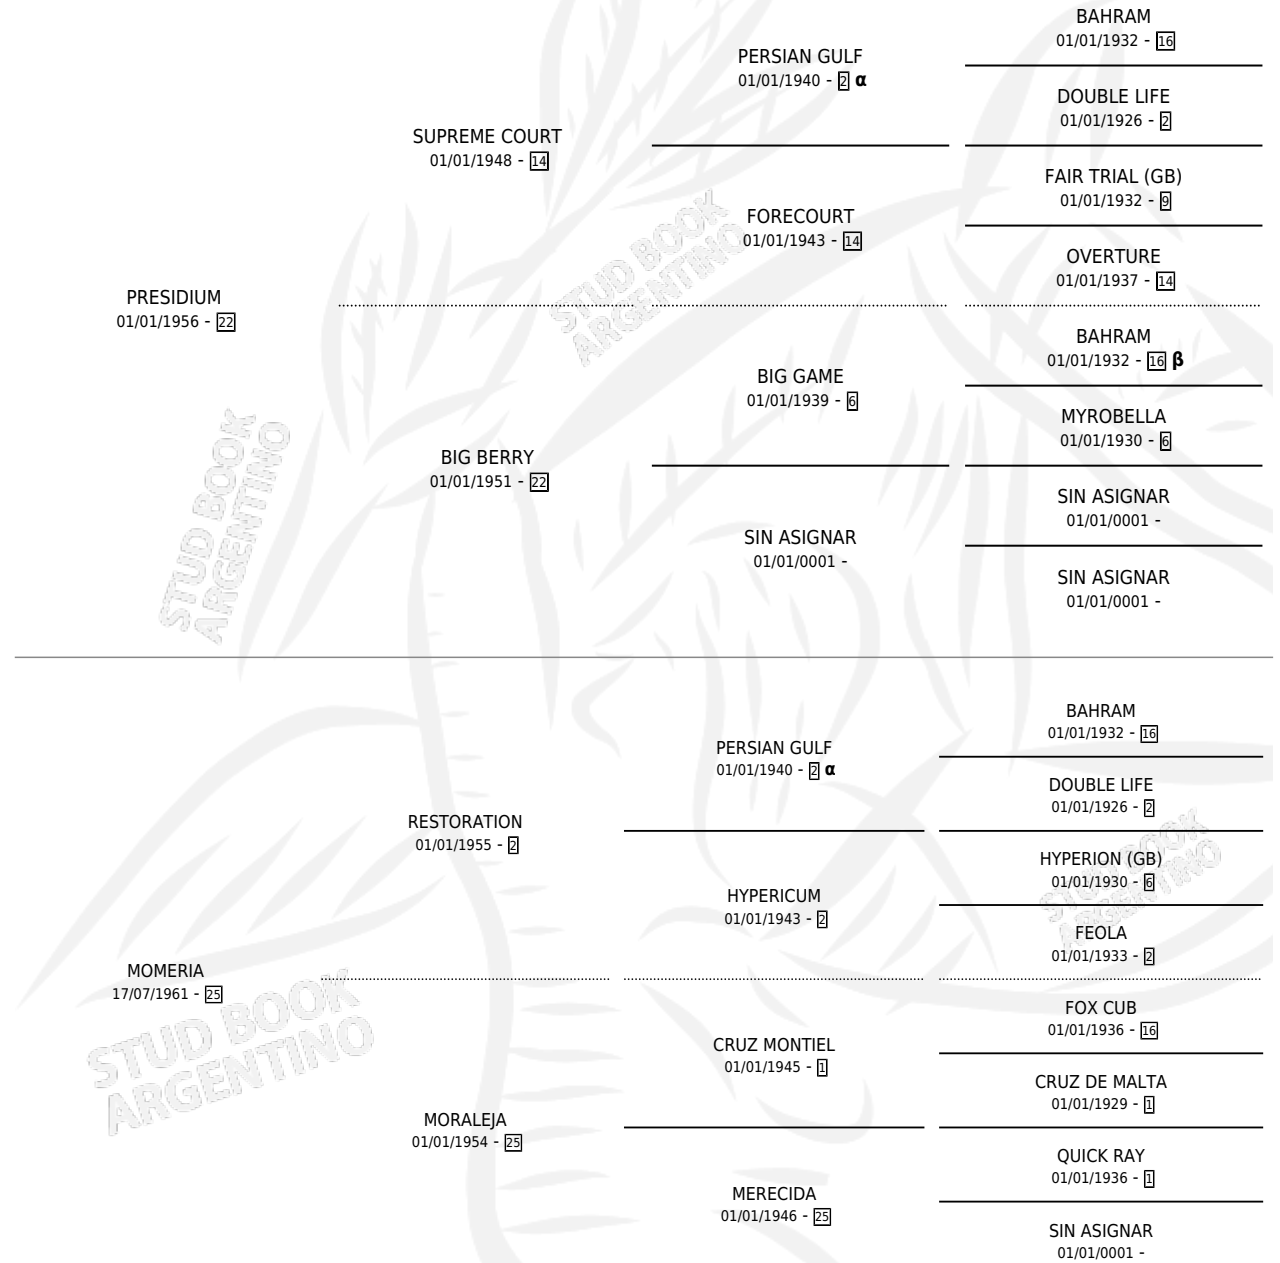 BAHRAM
01/01/1932 - 16
PERSIAN GULF
01/01/1940 - 2 α
DOUBLE LIFE
01/01/1926 - 2
SUPREME COURT
01/01/1948 - 14
FAIR TRIAL (GB)
01/01/1932 - 9
FORECOURT
01/01/1943 - 14
OVERTURE
01/01/1937 - 14
PRESIDIUM
01/01/1956 - 22
BAHRAM
01/01/1932 - 16 β
BIG GAME
01/01/1939 - 6
MYROBELLA
01/01/1930 - 6
BIG BERRY
01/01/1951 - 22
SIN ASIGNAR
01/01/0001 -
SIN ASIGNAR
01/01/0001 -
SIN ASIGNAR
01/01/0001 -
BAHRAM
01/01/1932 - 16
PERSIAN GULF
01/01/1940 - 2 α
DOUBLE LIFE
01/01/1926 - 2
RESTORATION
01/01/1955 - 2
HYPERION (GB)
01/01/1930 - 6
HYPERICUM
01/01/1943 - 2
FEOLA
01/01/1933 - 2
MOMERIA
17/07/1961 - 25
FOX CUB
01/01/1936 - 16
CRUZ MONTIEL
01/01/1945 - 1
CRUZ DE MALTA
01/01/1929 - 1
MORALEJA
01/01/1954 - 25
QUICK RAY
01/01/1936 - 1
MERECIDA
01/01/1946 - 25
SIN ASIGNAR
01/01/0001 -
STUD BOOK
ARGENTINO
STUD BOOK
ARGENTINO
STUD BOOK
ARGENTINO
STUD BOOK
ARGENTINO